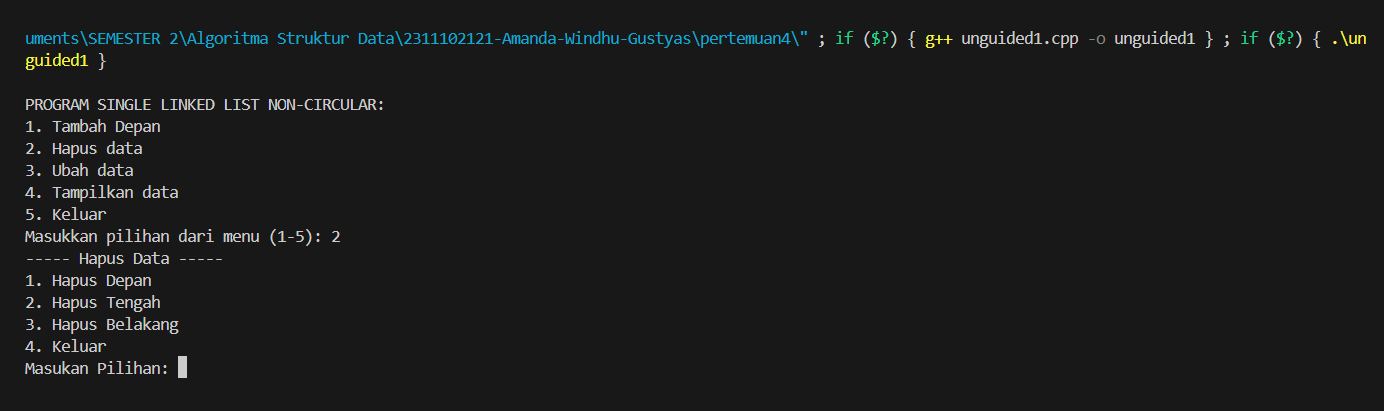 uments\SEMESTER 2\Algoritma Struktur Data\2311102121-Amanda-Windhu-Gustyas\pertemuan4\" ; if ($?) { g++ unguided1.cpp -o unguided1 } ; if ($?) { .\un
guided1 }
PROGRAM SINGLE LINKED LIST NON-CIRCULAR:
1. Tambah Depan
2. Hapus data
3. Ubah data
4. Tampilkan data
5. Keluar
Masukkan pilihan dari menu (1-5): 2
----- Hapus Data -----
1. Hapus Depan
2. Hapus Tengah
3. Hapus Belakang
4. Keluar
Masukan Pilihan: